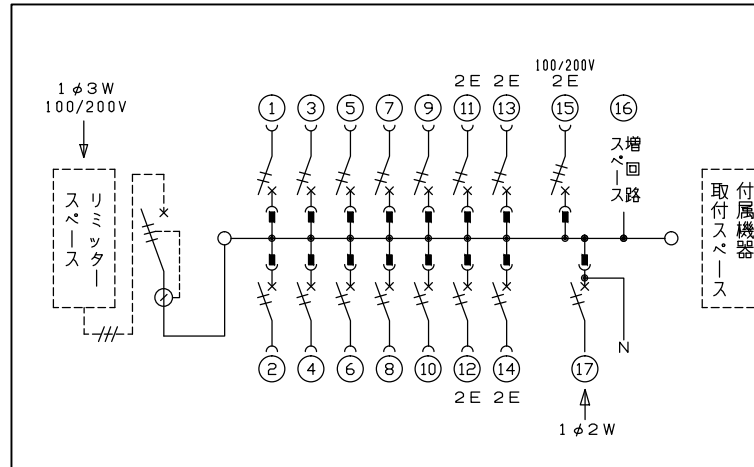 1φ3W
100/200V
リミッター
スペース
100/200V
2E 2E 2E
1 3 5 7 9 11 13 15 16
増回路
スペース
付属機器
取付スペース
N
2 4 6 8 10 12 14 17
2E 2E
1φ2W